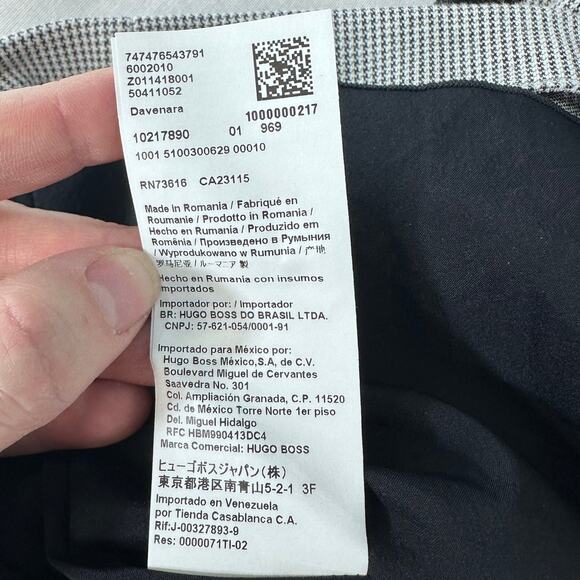 747476543791
6002010
Z011418001
50411052
Davenara
1000000217
10217890 01 969
1001 5100300629 00010
RN73616 CA23115
Made in Romania / Fabriqué en
Roumanie / Prodotto in Romania /
Hecho en Rumania / Produzido em
Romênia / Произведено в Румыния
/ Wyprodukowano w Rumunia / 产地
罗马尼亚 / ルーマニア 製
Hecho en Rumania con insumos
importados
Importador por: / Importador
BR: HUGO BOSS DO BRASIL LTDA.
CNPJ: 57-621-054/0001-91
Importado para México por:
Hugo Boss México,S.A, de C.V.
Boulevard Miguel de Cervantes
Saavedra No. 301
Col. Ampliación Granada, C.P. 11520
Cd. de México Torre Norte 1er piso
Del. Miguel Hidalgo
RFC HBM990413DC4
Marca Comercial: HUGO BOSS
ヒューゴボスジャパン(株)
東京都港区南青山5-2-1 3F
Importado en Venezuela
por Tienda Casablanca C.A.
Rif:J-00327893-9
Res: 0000071TI-02